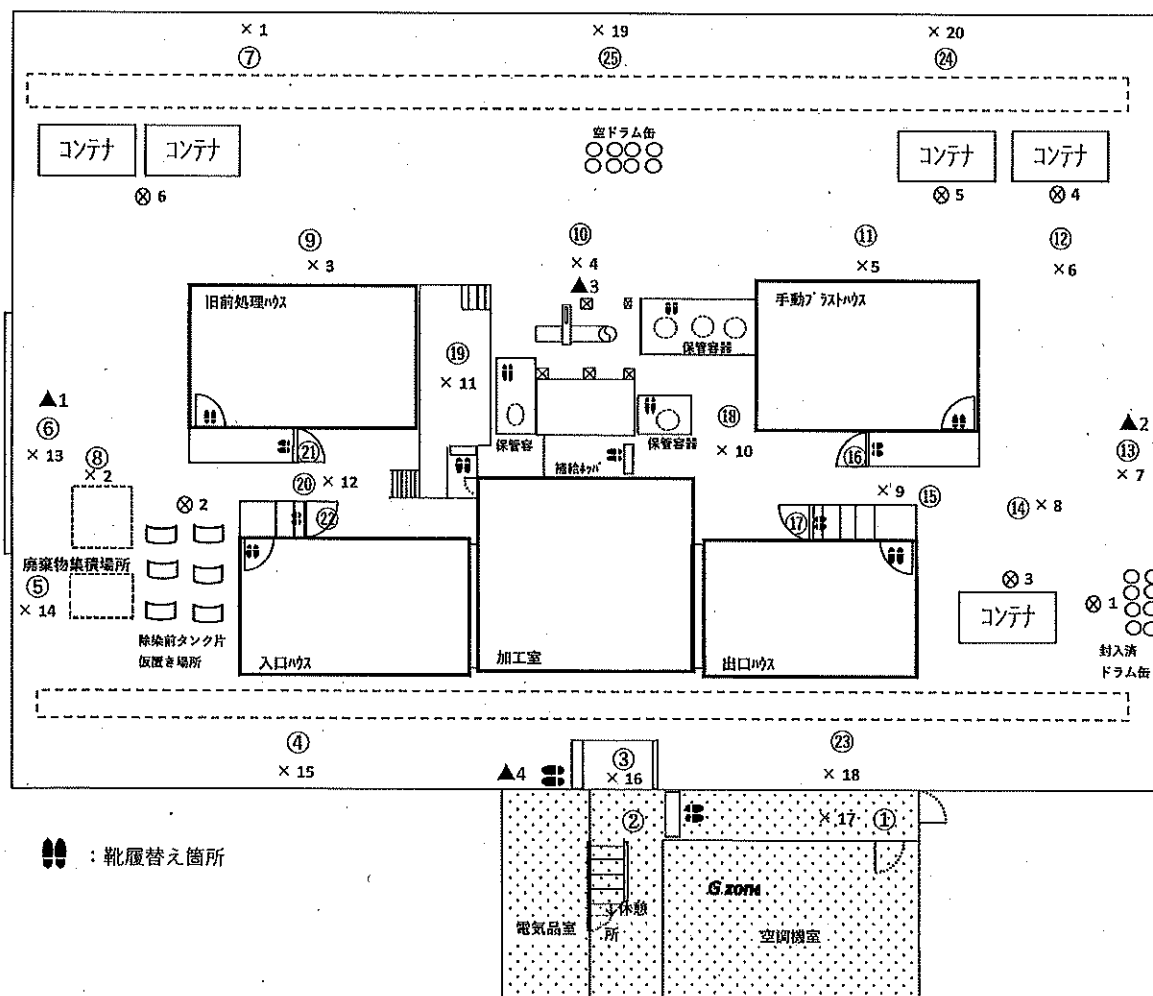 × 1
× 19
× 20
⑦
㉕
㉔
コンテナ
コンテナ
空ドラム缶
コンテナ
コンテナ
⊗ 6
⊗ 5
⊗ 4
⑨
⑩
⑪
⑫
× 3
× 4
× 5
× 6
▲3
旧前処理ハウス
手動ブラストハウス
保管容器
⑲
× 11
▲1
⑥
× 13
⑱
× 10
▲2
⑬
× 7
⑧
× 2
㉑
保管容
保管容器
⑯
補給ホッパ
⑳
× 12
× 9
⑮
⑭
× 8
⊗ 2
㉒
⑰
廃棄物集積場所
⑤
× 14
⊗ 3
⊗ 1
コンテナ
除染前タンク片
仮置き場所
入口ハウス
加工室
出口ハウス
封入済
ドラム缶
④
× 15
▲4
③
× 16
㉓
× 18
②
× 17
①
：靴履替え箇所
G zone
電気品室
休憩
所
空調機室